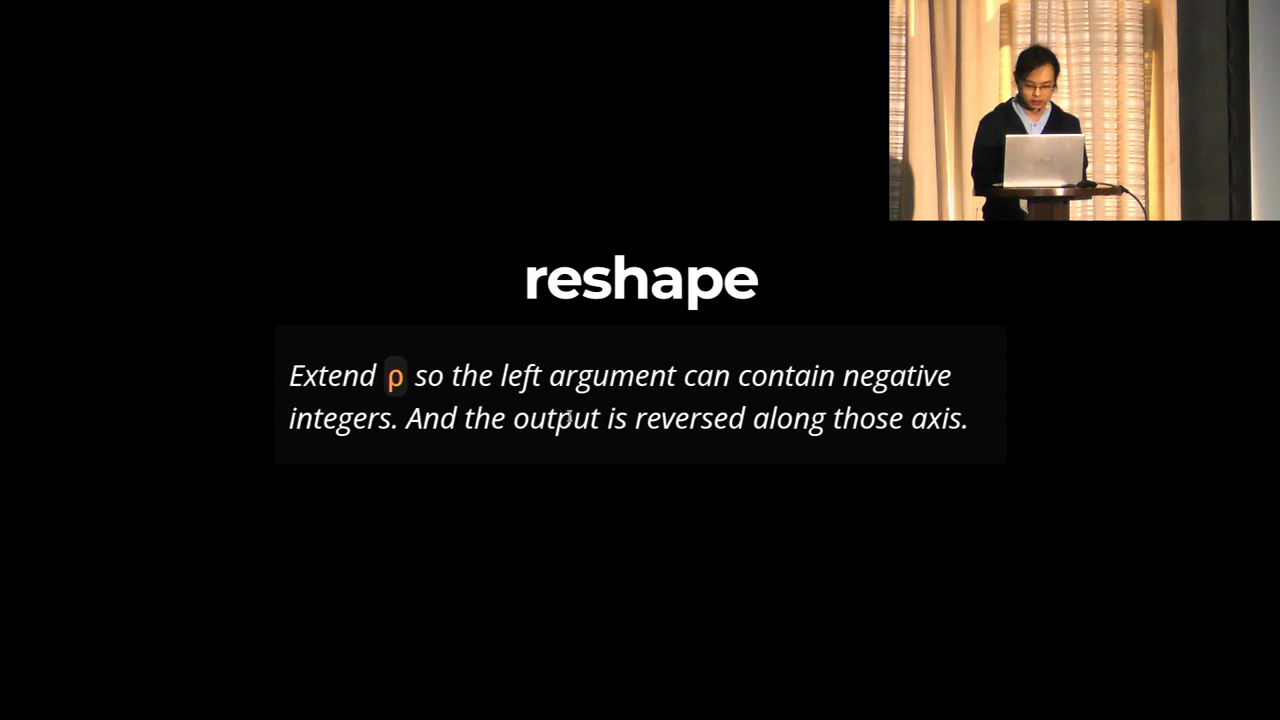 reshape
Extend ⍴ so the left argument can contain negative
integers. And the output is reversed along those axis.